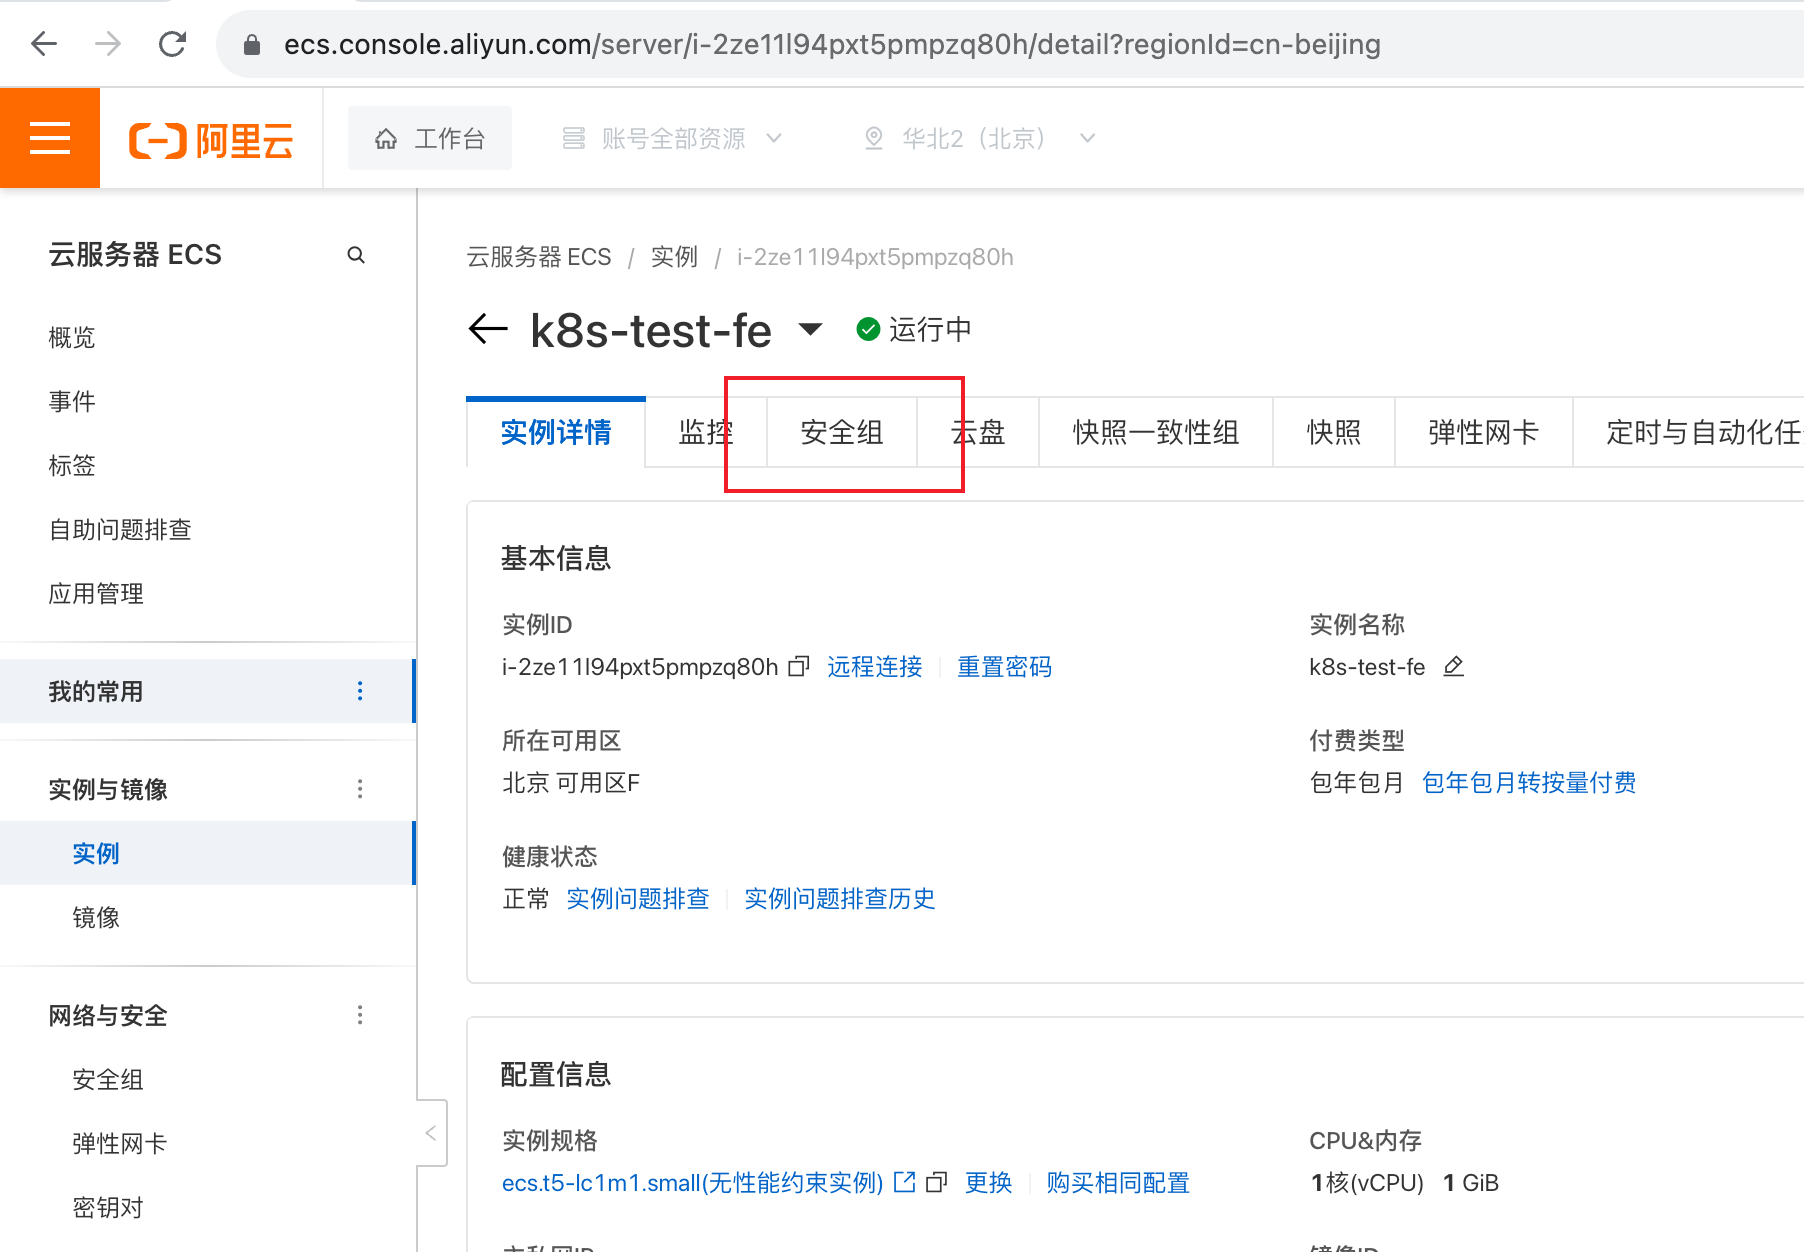 ecs.console.aliyun.com/server/i-2ze11l94pxt5pmpzq80h/detail?regionId=cn-beijing
阿里云 工作台 账号全部资源 华北2（北京）
云服务器 ECS
概览
事件
标签
自助问题排查
应用管理
我的常用
实例与镜像
实例
镜像
网络与安全
安全组
弹性网卡
密钥对
云服务器 ECS / 实例 / i-2ze11l94pxt5pmpzq80h
k8s-test-fe 运行中
实例详情 监控 安全组 云盘 快照一致性组 快照 弹性网卡 定时与自动化任
基本信息
实例ID
i-2ze11l94pxt5pmpzq80h 远程连接 重置密码
实例名称
k8s-test-fe
所在可用区
北京 可用区F
付费类型
包年包月 包年包月转按量付费
健康状态
正常 实例问题排查 实例问题排查历史
配置信息
实例规格
ecs.t5-lc1m1.small(无性能约束实例) 更换 购买相同配置
CPU&内存
1核(vCPU) 1 GiB